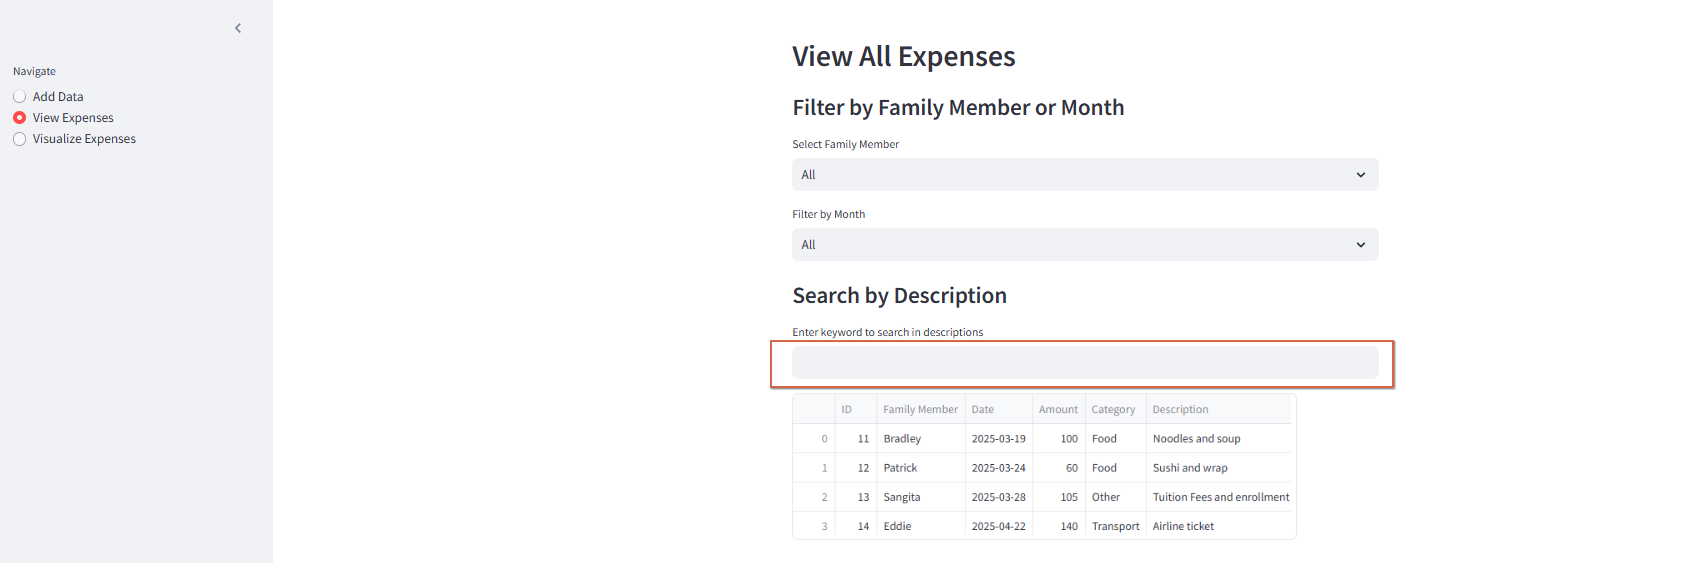 Navigate
Add Data
View Expenses
Visualize Expenses
View All Expenses
Filter by Family Member or Month
Select Family Member
All
Filter by Month
All
Search by Description
Enter keyword to search in descriptions
ID Family Member Date Amount Category Description
0 11 Bradley 2025-03-19 100 Food Noodles and soup
1 12 Patrick 2025-03-24 60 Food Sushi and wrap
2 13 Sangita 2025-03-28 105 Other Tuition Fees and enrollment
3 14 Eddie 2025-04-22 140 Transport Airline ticket